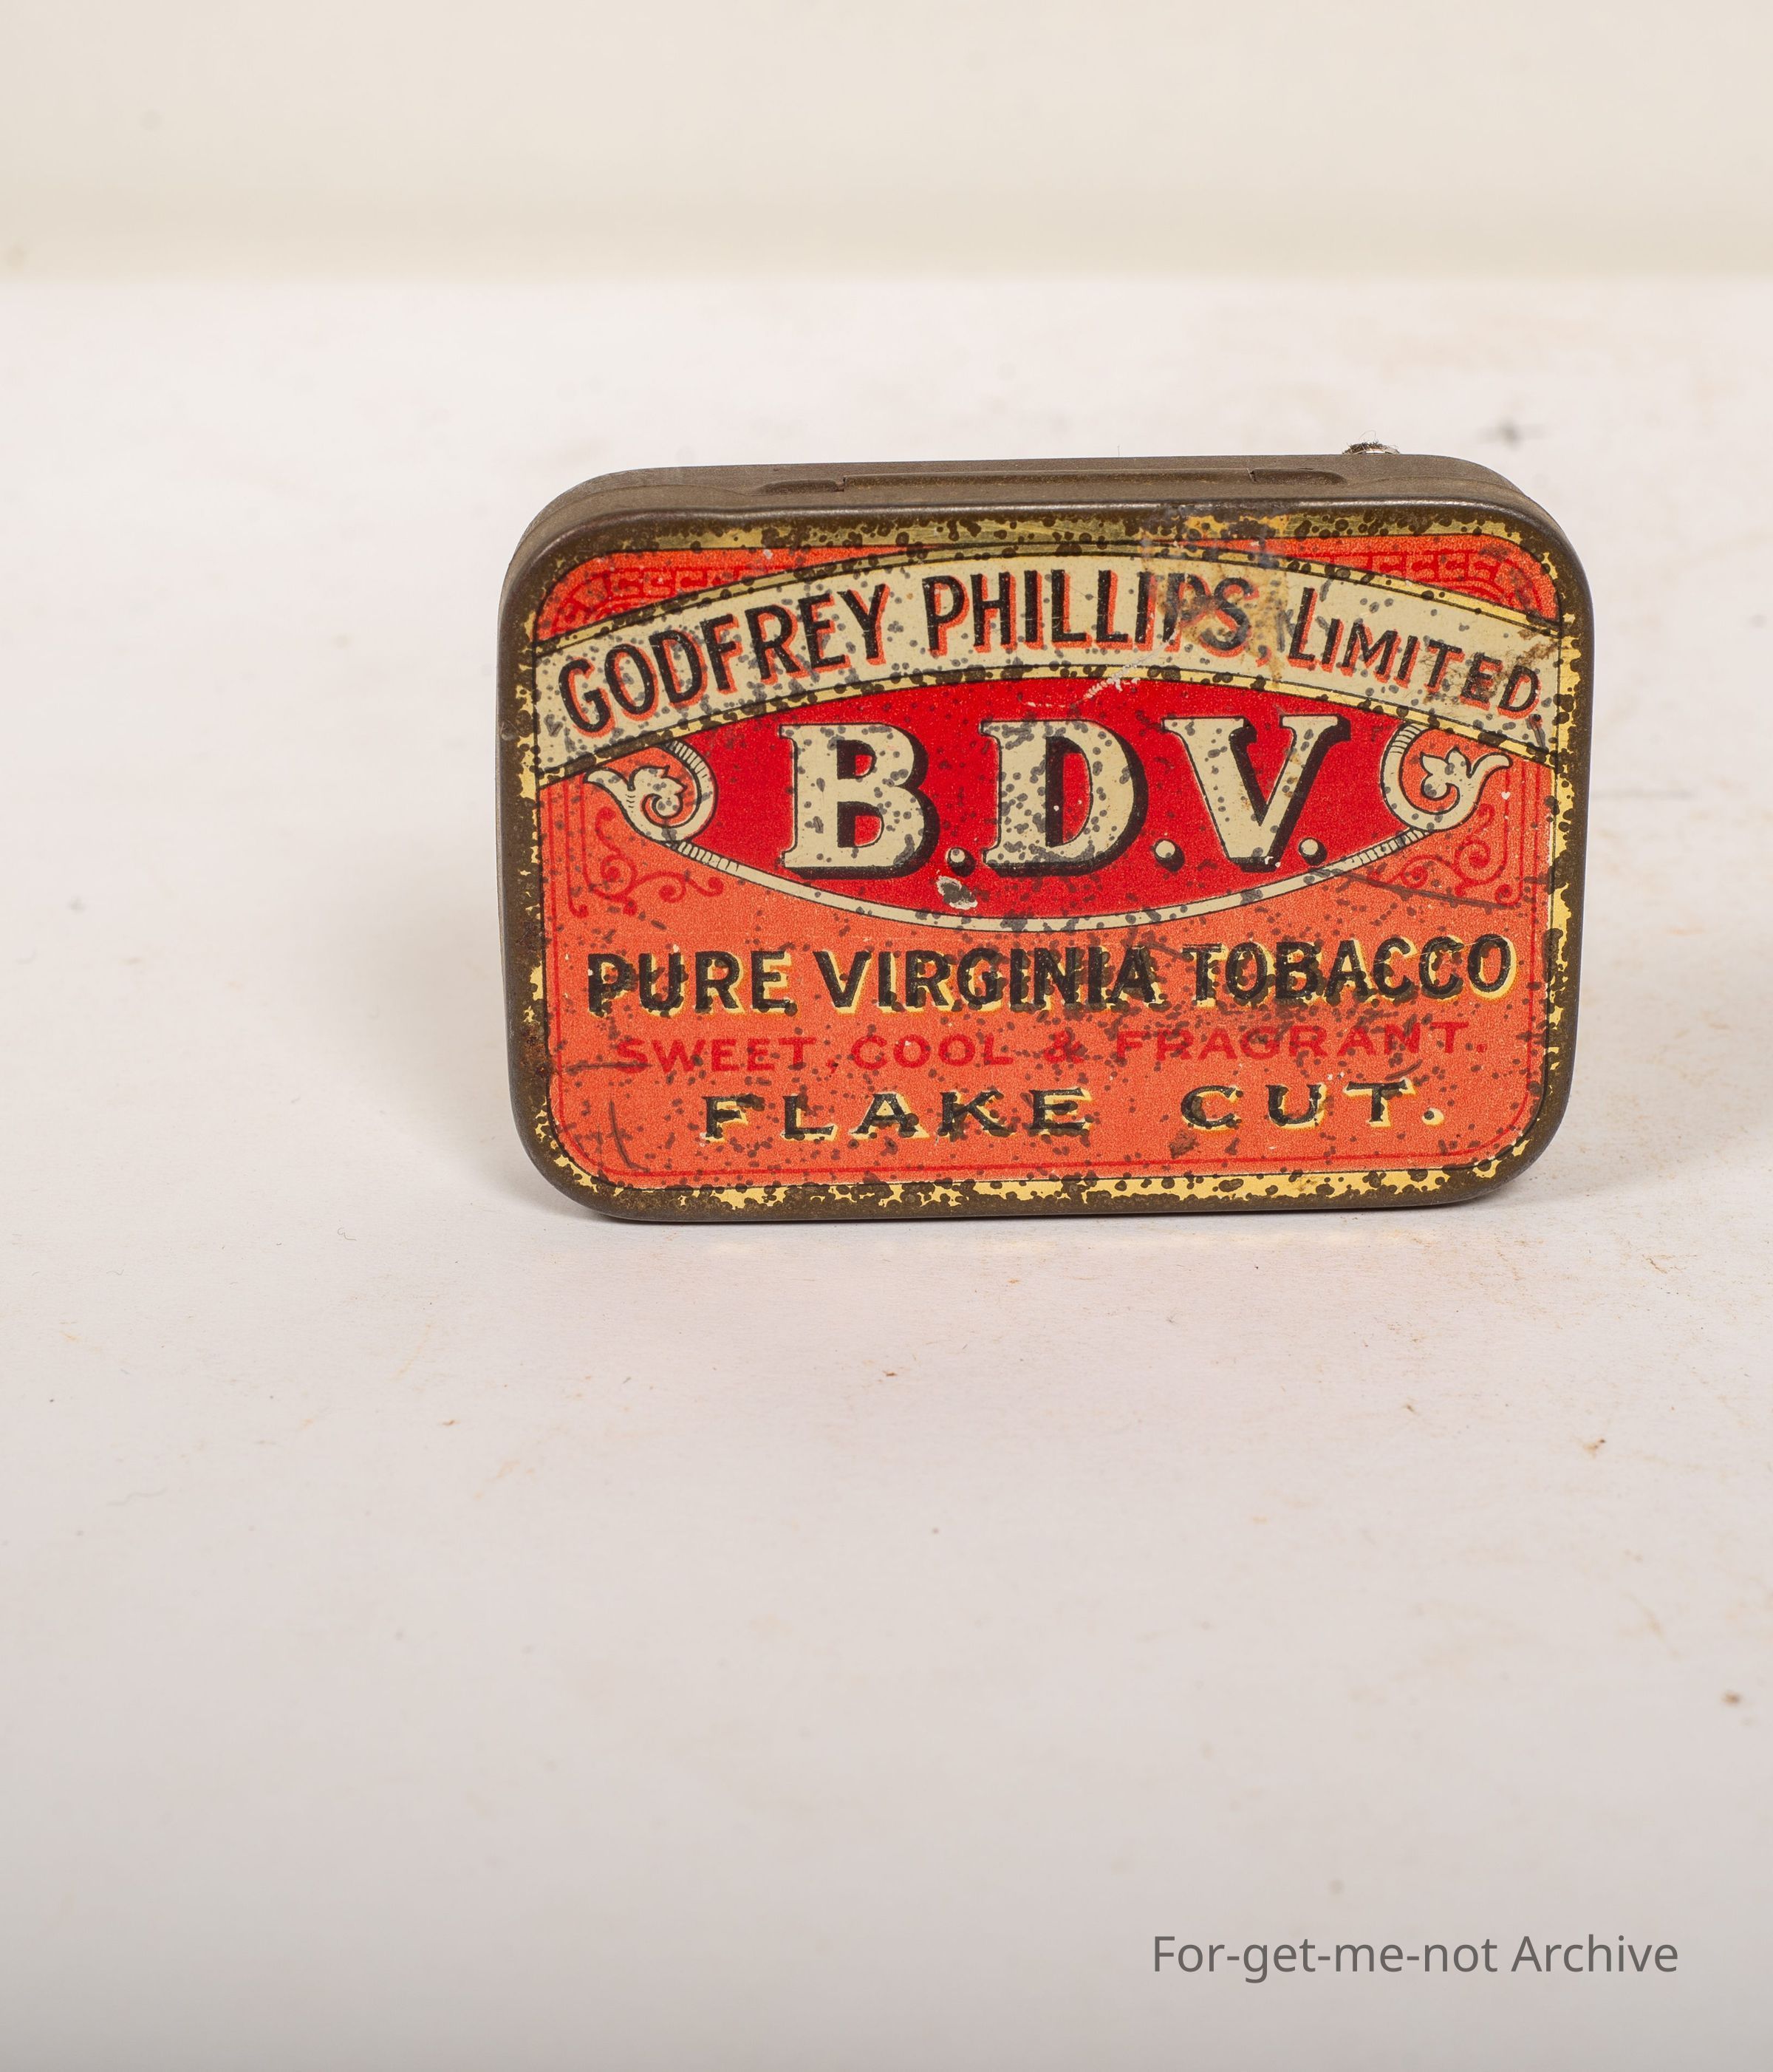 GODFREY PHILLIPS, LIMITED.
B.D.V.
PURE VIRGINIA TOBACCO
SWEET, COOL & FRAGRANT.
FLAKE CUT.
For-get-me-not Archive